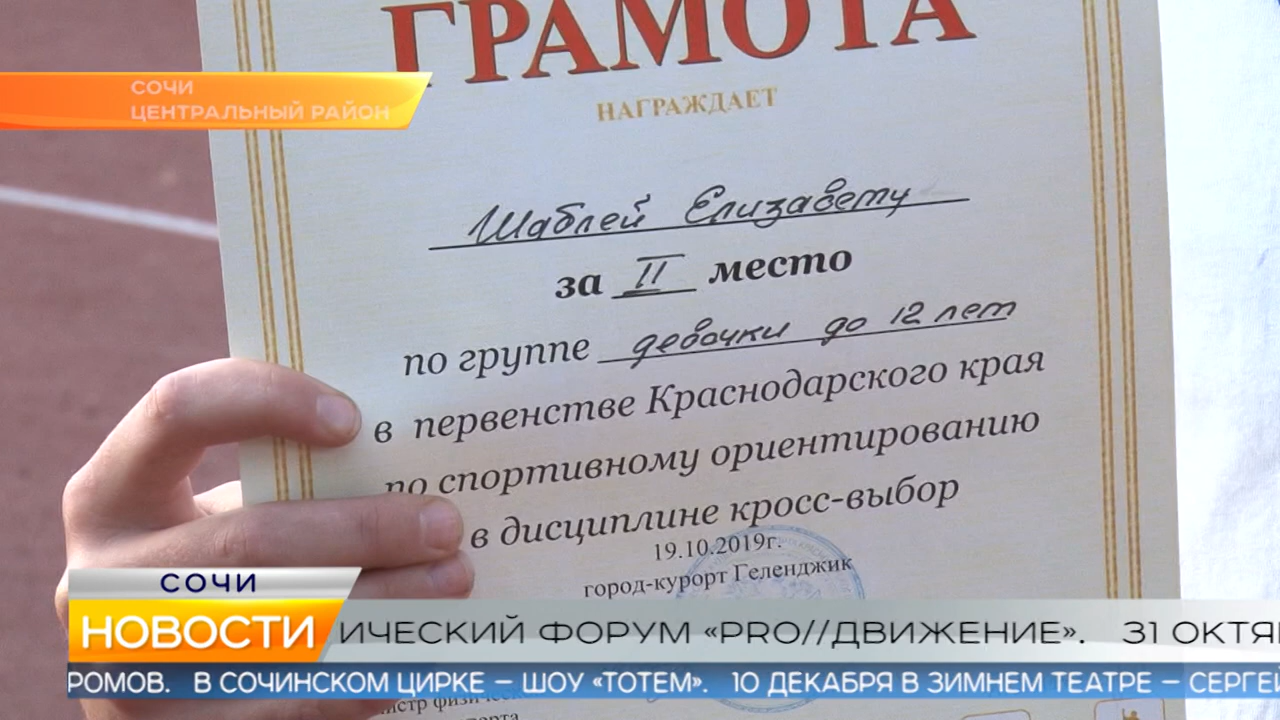 ГРАМОТА
СОЧИ
ЦЕНТРАЛЬНЫЙ РАЙОН
НАГРАЖДАЕТ
Шаблей Елизавету
за II место
по группе девочки до 12 лет
в первенстве Краснодарского края
по спортивному ориентированию
в дисциплине кросс-выбор
19.10.2019г.
город-курорт Геленджик
СОЧИ
НОВОСТИ
ИЧЕСКИЙ ФОРУМ «PRO//ДВИЖЕНИЕ». 31 ОКТЯ
РОМОВ. В СОЧИНСКОМ ЦИРКЕ – ШОУ «ТОТЕМ». 10 ДЕКАБРЯ В ЗИМНЕМ ТЕАТРЕ – СЕРГЕЙ